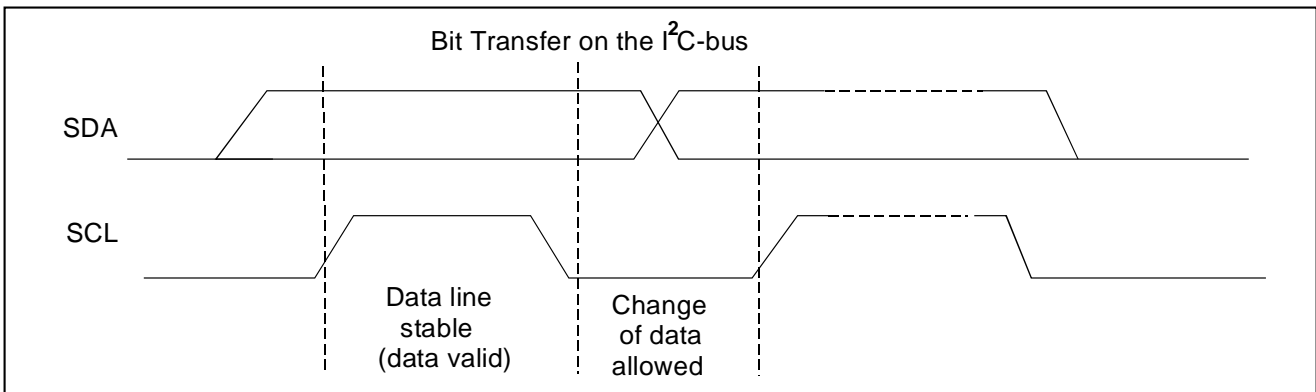 Bit Transfer on the I²C-bus
SDA
SCL
Data line
stable
(data valid)
Change
of data
allowed